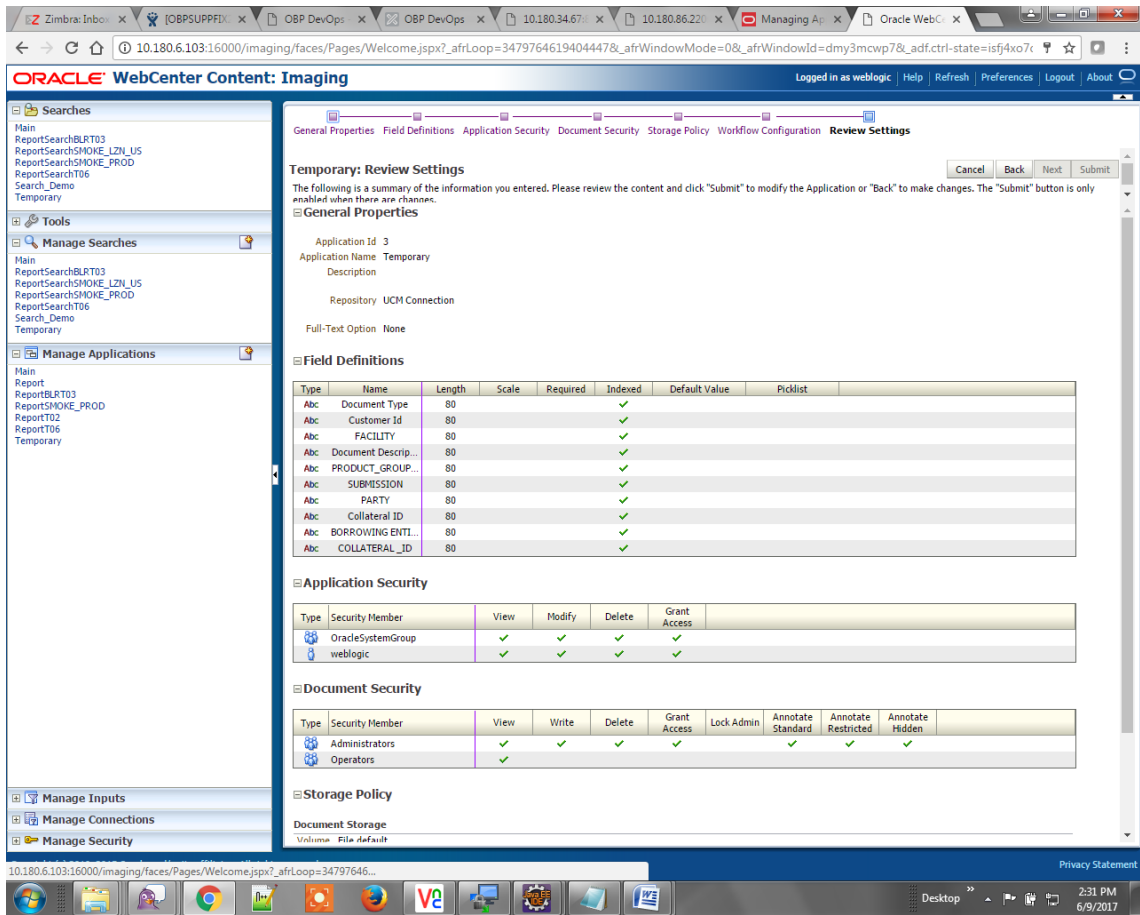 Zimbra: Inbox
[OBPSUPPFIX
OBP DevOps
OBP DevOps
10.180.34.67:
10.180.86.220
Managing Ap
Oracle WebCe
10.180.6.103:16000/imaging/faces/Pages/Welcome.jspx?_afrLoop=3479764619404447&_afrWindowMode=0&_afrWindowId=dmy3mcwp7&_adf.ctrl-state=isfj4xo7c
ORACLE WebCenter Content: Imaging
Logged in as weblogic | Help | Refresh | Preferences | Logout | About
Searches
Main
ReportSearchBLRT03
ReportSearchSMOKE_LZN_US
ReportSearchSMOKE_PROD
ReportSearchT06
Search_Demo
Temporary
Tools
Manage Searches
Main
ReportSearchBLRT03
ReportSearchSMOKE_LZN_US
ReportSearchSMOKE_PROD
ReportSearchT06
Search_Demo
Temporary
Manage Applications
Main
Report
ReportBLRT03
ReportSMOKE_PROD
ReportT02
ReportT06
Temporary
Manage Inputs
Manage Connections
Manage Security
General Properties Field Definitions Application Security Document Security Storage Policy Workflow Configuration Review Settings
Temporary: Review Settings
Cancel Back Next Submit
The following is a summary of the information you entered. Please review the content and click "Submit" to modify the Application or "Back" to make changes. The "Submit" button is only
enabled when there are changes.
General Properties
Application Id 3
Application Name Temporary
Description
Repository UCM Connection
Full-Text Option None
Field Definitions
Type Name Length Scale Required Indexed Default Value Picklist
Abc Document Type 80
Abc Customer Id 80
Abc FACILITY 80
Abc Document Descrip...80
Abc PRODUCT_GROUP... 80
Abc SUBMISSION 80
Abc PARTY 80
Abc Collateral ID 80
Abc BORROWING ENTI... 80
Abc COLLATERAL _ID 80
Application Security
Type Security Member View Modify Delete Grant Access
OracleSystemGroup
weblogic
Document Security
Type Security Member View Write Delete Grant Access Lock Admin Annotate Standard Annotate Restricted Annotate Hidden
Administrators
Operators
Storage Policy
Document Storage
Volume File default
10.180.6.103:16000/imaging/faces/Pages/Welcome.jspx?_afrLoop=34797646...
Privacy Statement
Desktop
2:31 PM
6/9/2017